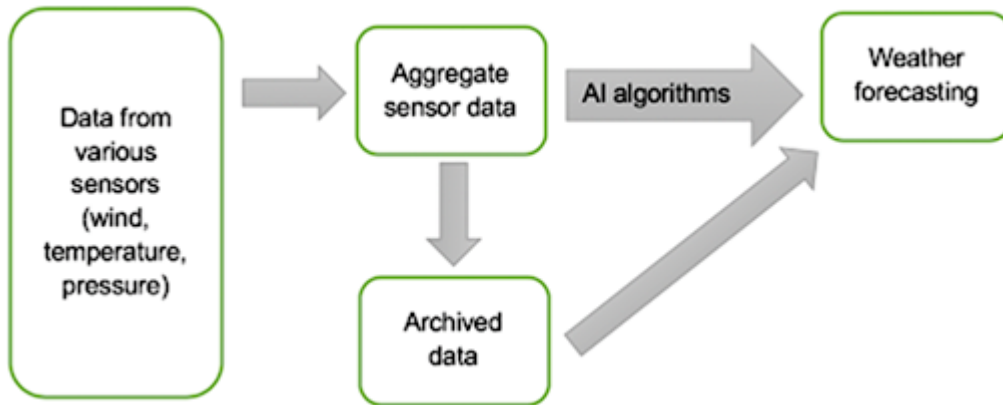 Data from
various
sensors
(wind,
temperature,
pressure)
Aggregate
sensor data
AI algorithms
Weather
forecasting
Archived
data